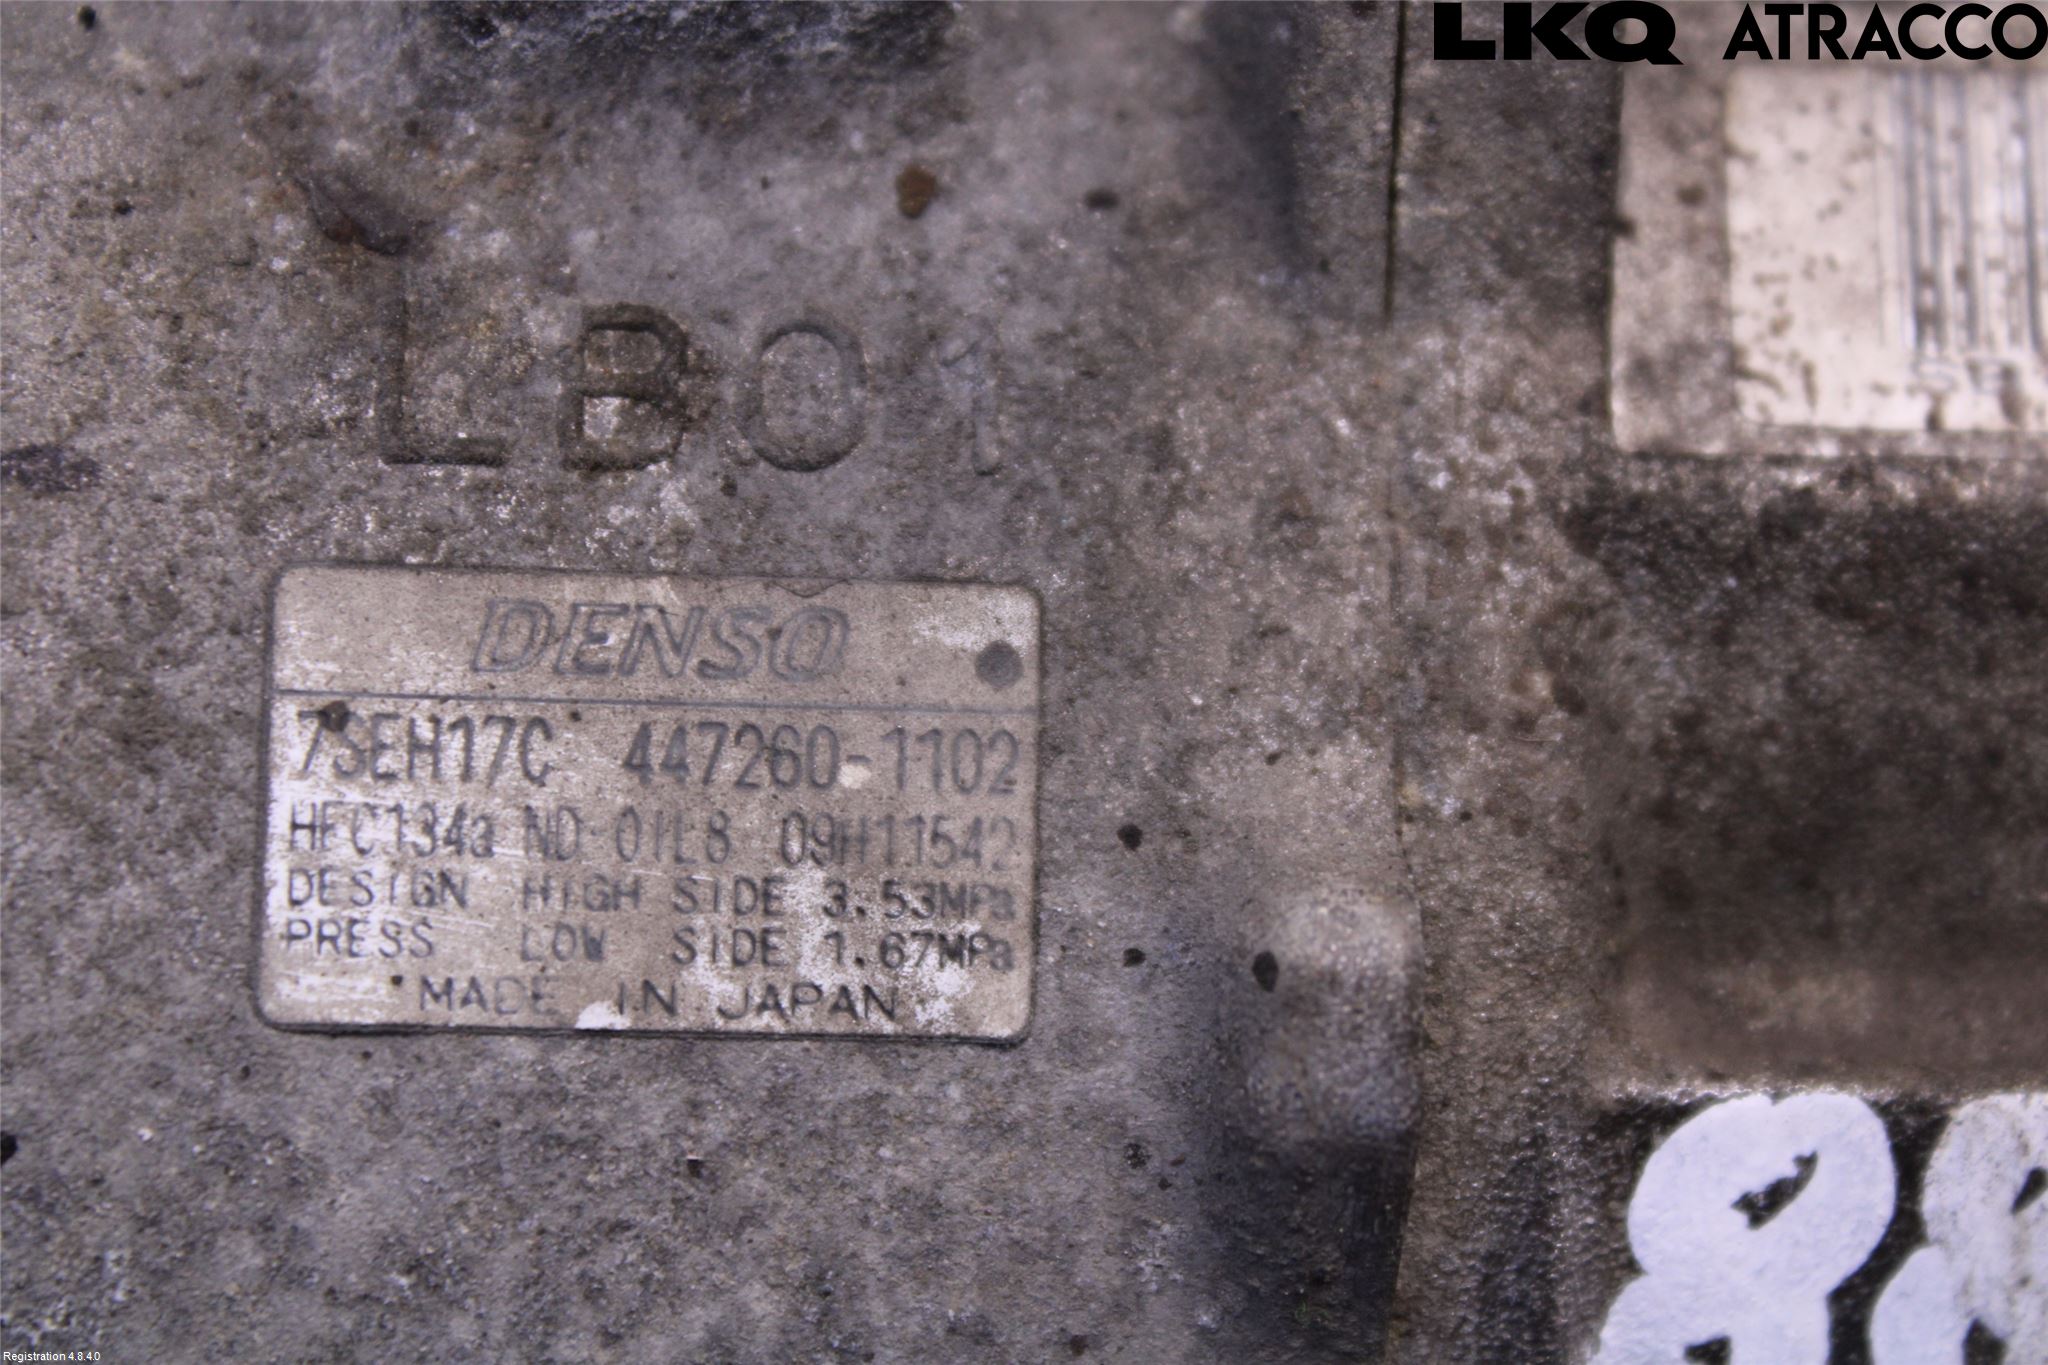 LKQ ATRACCO
LB01
DENSO
7SEH17C 447260-1102
HFC134a ND-OIL8 09H11542
DESIGN HIGH SIDE 3.53MPa
PRESS LOW SIDE 1.67MPa
MADE IN JAPAN
Registration 4.8.4.0